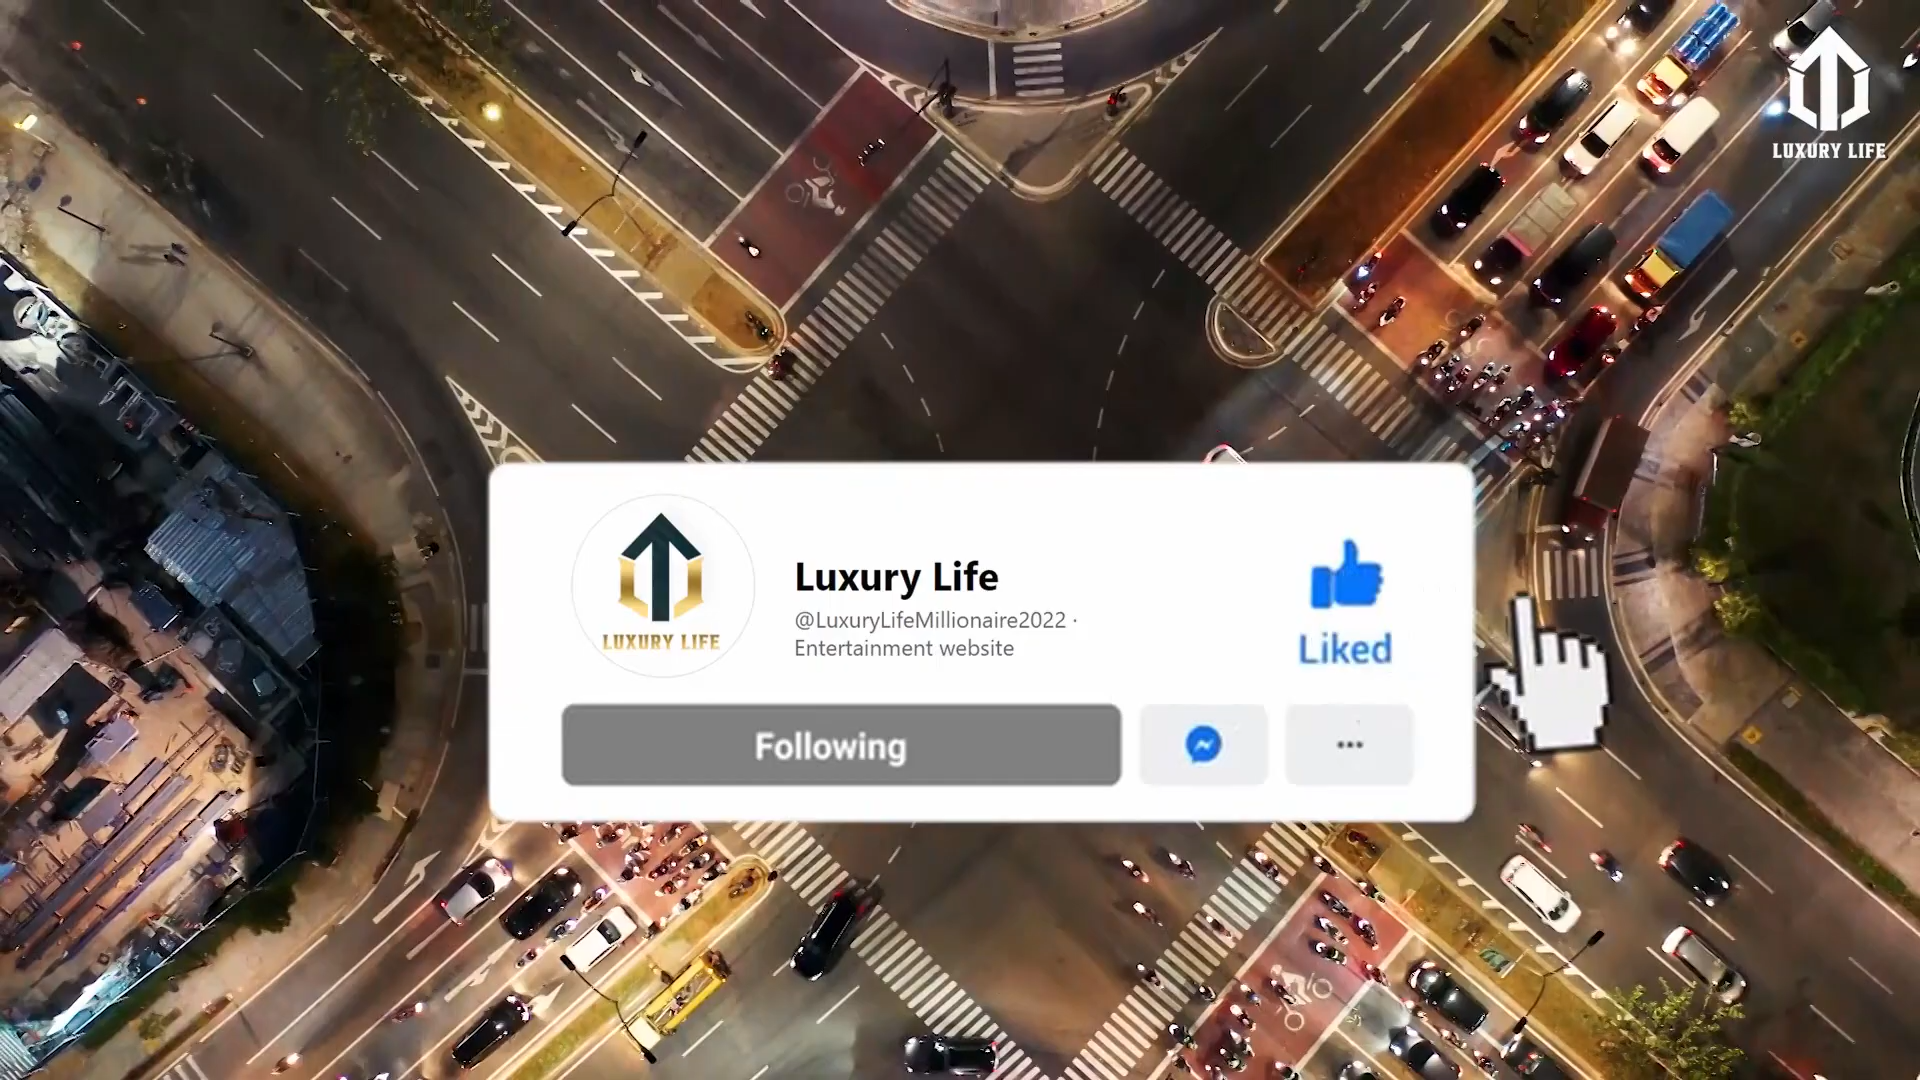 LUXURY LIFE
LUXURY LIFE
Luxury Life
@LuxuryLifeMillionaire2022 ·
Entertainment website
Liked
Following